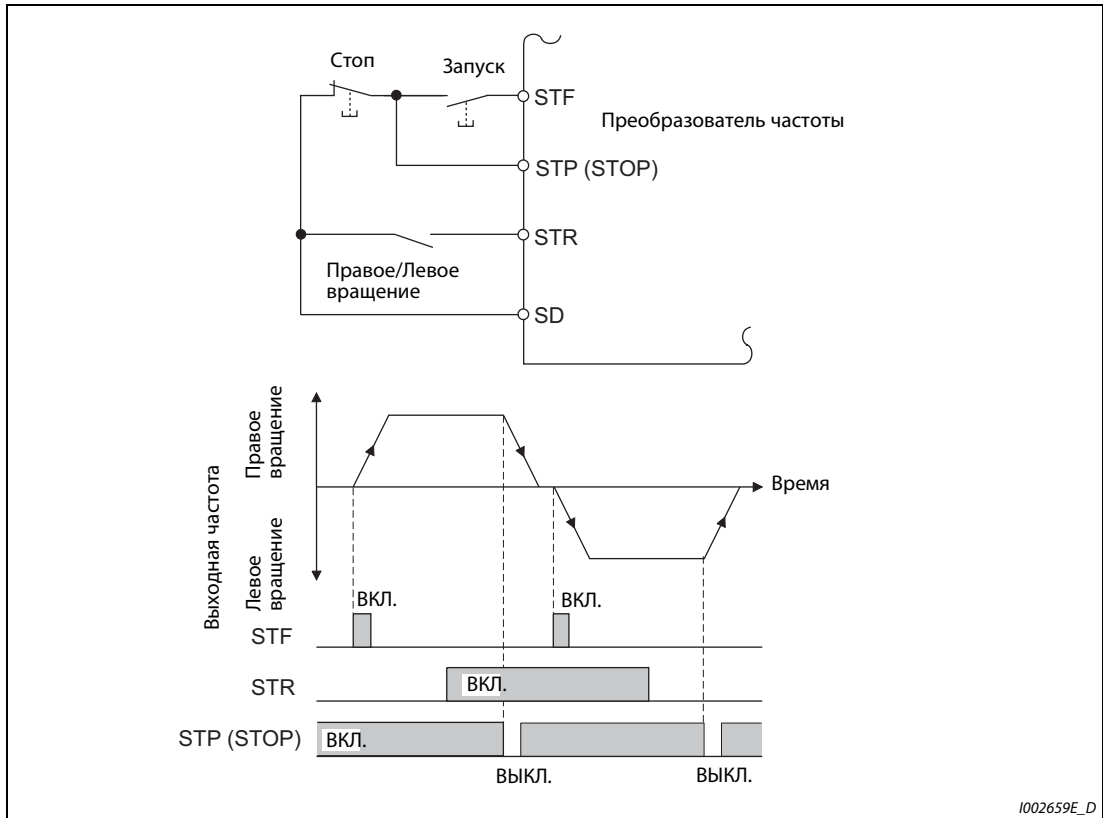 Стоп
Запуск
STF
Преобразователь частоты
STP (STOP)
STR
Правое/Левое
вращение
SD
Выходная частота
Правое
вращение
Левое
вращение
Время
ВКЛ.
ВКЛ.
STF
STR
ВКЛ.
STP (STOP)
ВКЛ.
ВЫКЛ.
ВЫКЛ.
I002659E_D